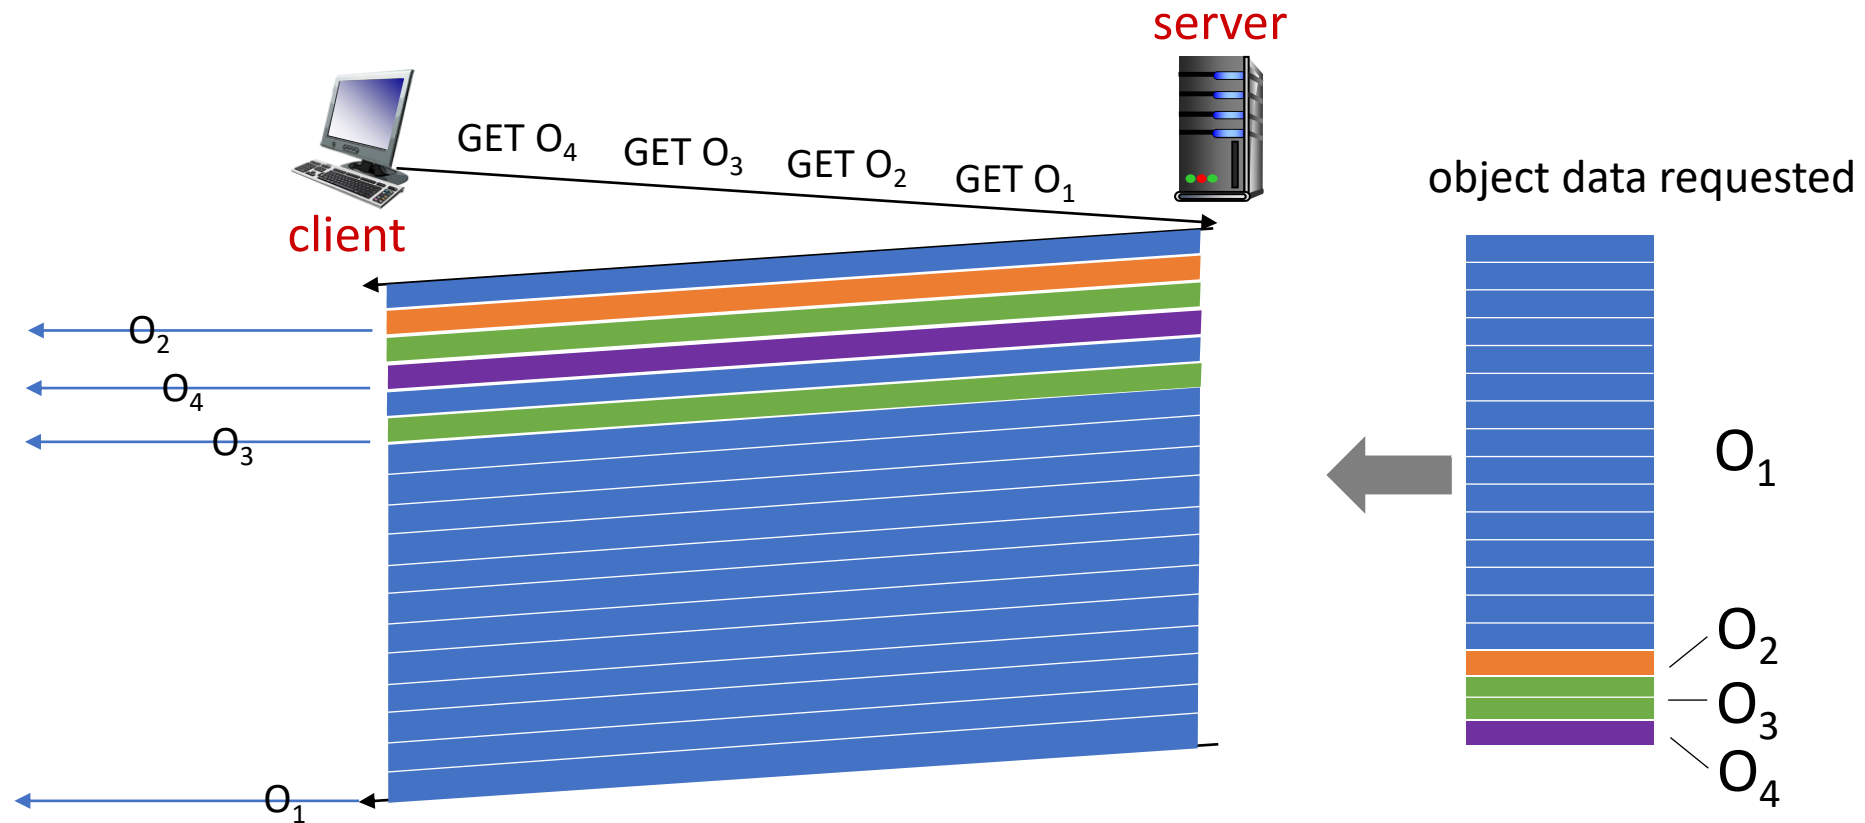 server
GET O₄
GET O₃
GET O₂
GET O₁
object data requested
client
O₂
O₄
O₃
O₁
O₁
O₂
O₃
O₄